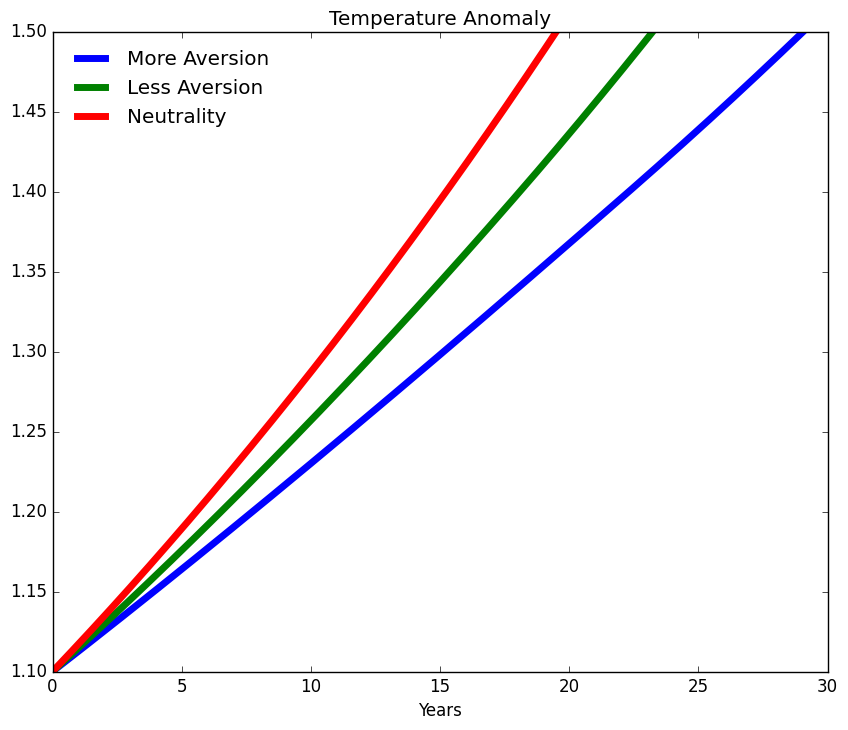 Temperature Anomaly
1.50
1.45
1.40
1.35
1.30
1.25
1.20
1.15
1.10
More Aversion
Less Aversion
Neutrality
0 5 10 15 20 25 30
Years